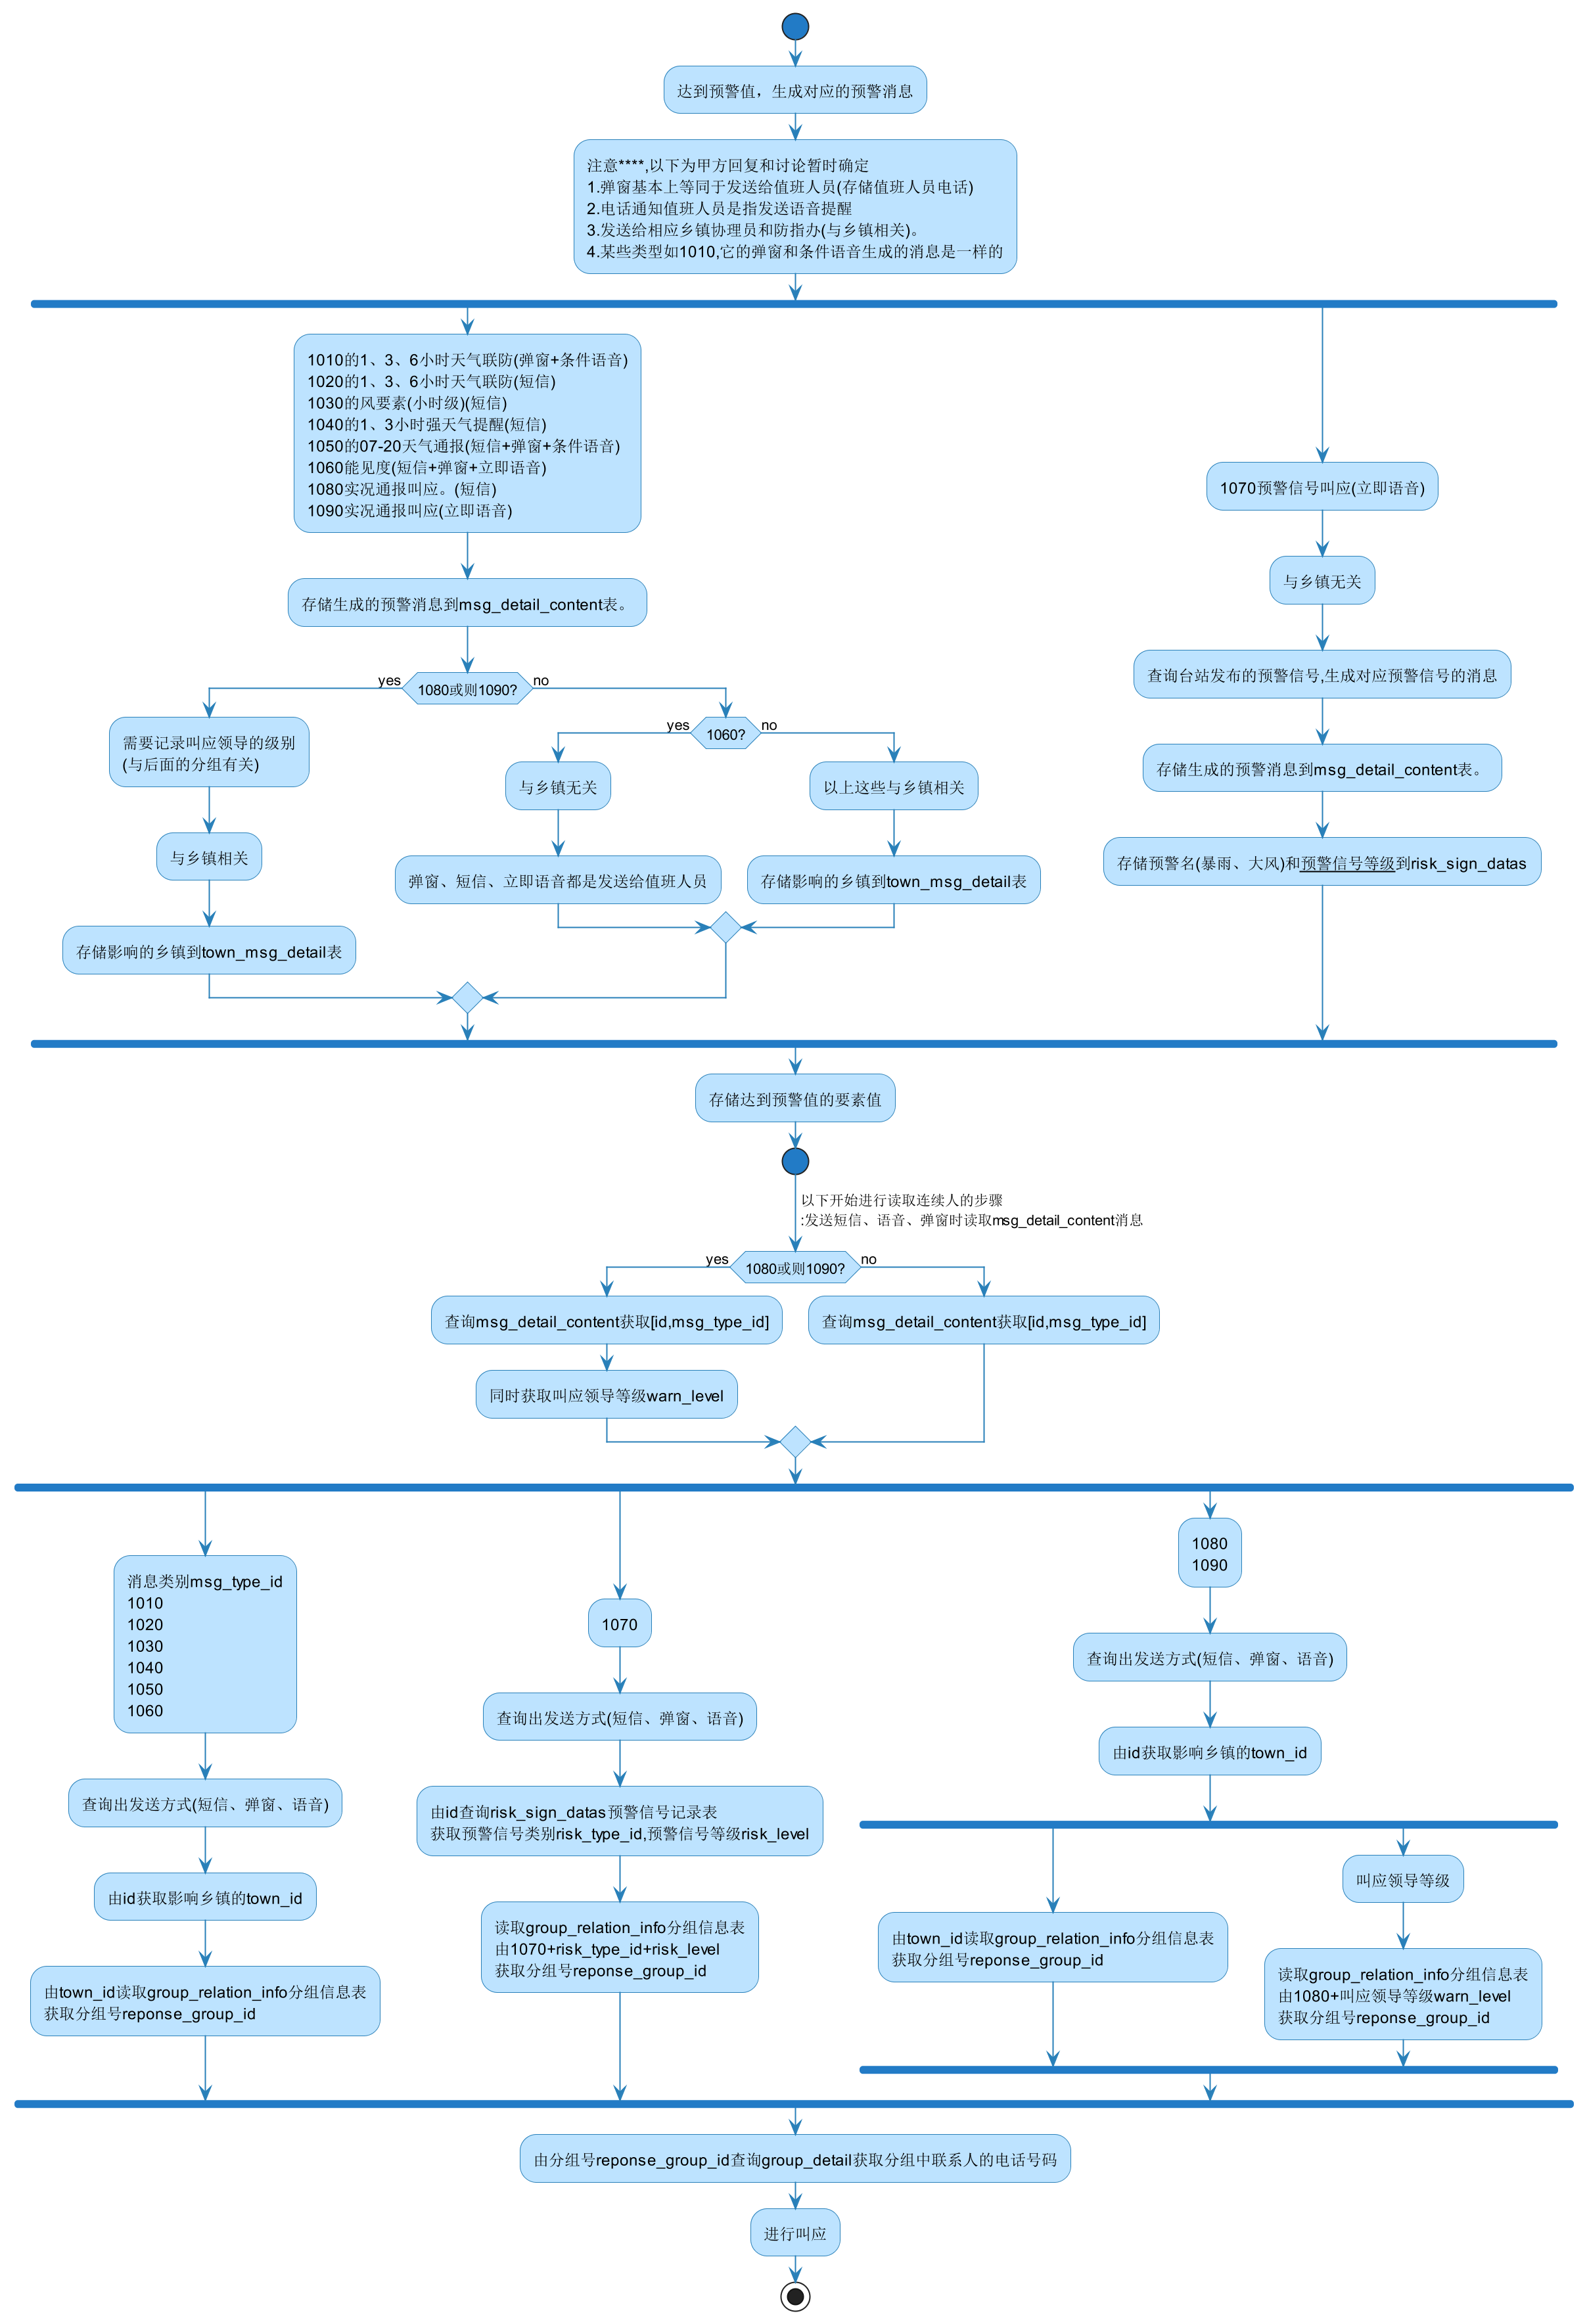 达到预警值，生成对应的预警消息
注意****,以下为甲方回复和讨论暂时确定
1.弹窗基本上等同于发送给值班人员(存储值班人员电话)
2.电话通知值班人员是指发送语音提醒
3.发送给相应乡镇协理员和防指办(与乡镇相关)。
4.某些类型如1010,它的弹窗和条件语音生成的消息是一样的
1010的1、3、6小时天气联防(弹窗+条件语音)
1020的1、3、6小时天气联防(短信)
1030的风要素(小时级)(短信)
1040的1、3小时强天气提醒(短信)
1050的07-20天气通报(短信+弹窗+条件语音)
1060能见度(短信+弹窗+立即语音)
1080实况通报叫应。(短信)
1090实况通报叫应(立即语音)
存储生成的预警消息到msg_detail_content表。
yes
1080或则1090?
no
需要记录叫应领导的级别
(与后面的分组有关)
与乡镇相关
存储影响的乡镇到town_msg_detail表
yes
1060?
no
与乡镇无关
弹窗、短信、立即语音都是发送给值班人员
以上这些与乡镇相关
存储影响的乡镇到town_msg_detail表
1070预警信号叫应(立即语音)
与乡镇无关
查询台站发布的预警信号,生成对应预警信号的消息
存储生成的预警消息到msg_detail_content表。
存储预警名(暴雨、大风)和预警信号等级到risk_sign_datas
存储达到预警值的要素值
以下开始进行读取连续人的步骤
:发送短信、语音、弹窗时读取msg_detail_content消息
yes
1080或则1090?
no
查询msg_detail_content获取[id,msg_type_id]
同时获取叫应领导等级warn_level
查询msg_detail_content获取[id,msg_type_id]
消息类别msg_type_id
1010
1020
1030
1040
1050
1060
查询出发送方式(短信、弹窗、语音)
由id获取影响乡镇的town_id
由town_id读取group_relation_info分组信息表
获取分组号reponse_group_id
1070
查询出发送方式(短信、弹窗、语音)
由id查询risk_sign_datas预警信号记录表
获取预警信号类别risk_type_id,预警信号等级risk_level
读取group_relation_info分组信息表
由1070+risk_type_id+risk_level
获取分组号reponse_group_id
1080
1090
查询出发送方式(短信、弹窗、语音)
由id获取影响乡镇的town_id
由town_id读取group_relation_info分组信息表
获取分组号reponse_group_id
叫应领导等级
读取group_relation_info分组信息表
由1080+叫应领导等级warn_level
获取分组号reponse_group_id
由分组号reponse_group_id查询group_detail获取分组中联系人的电话号码
进行叫应